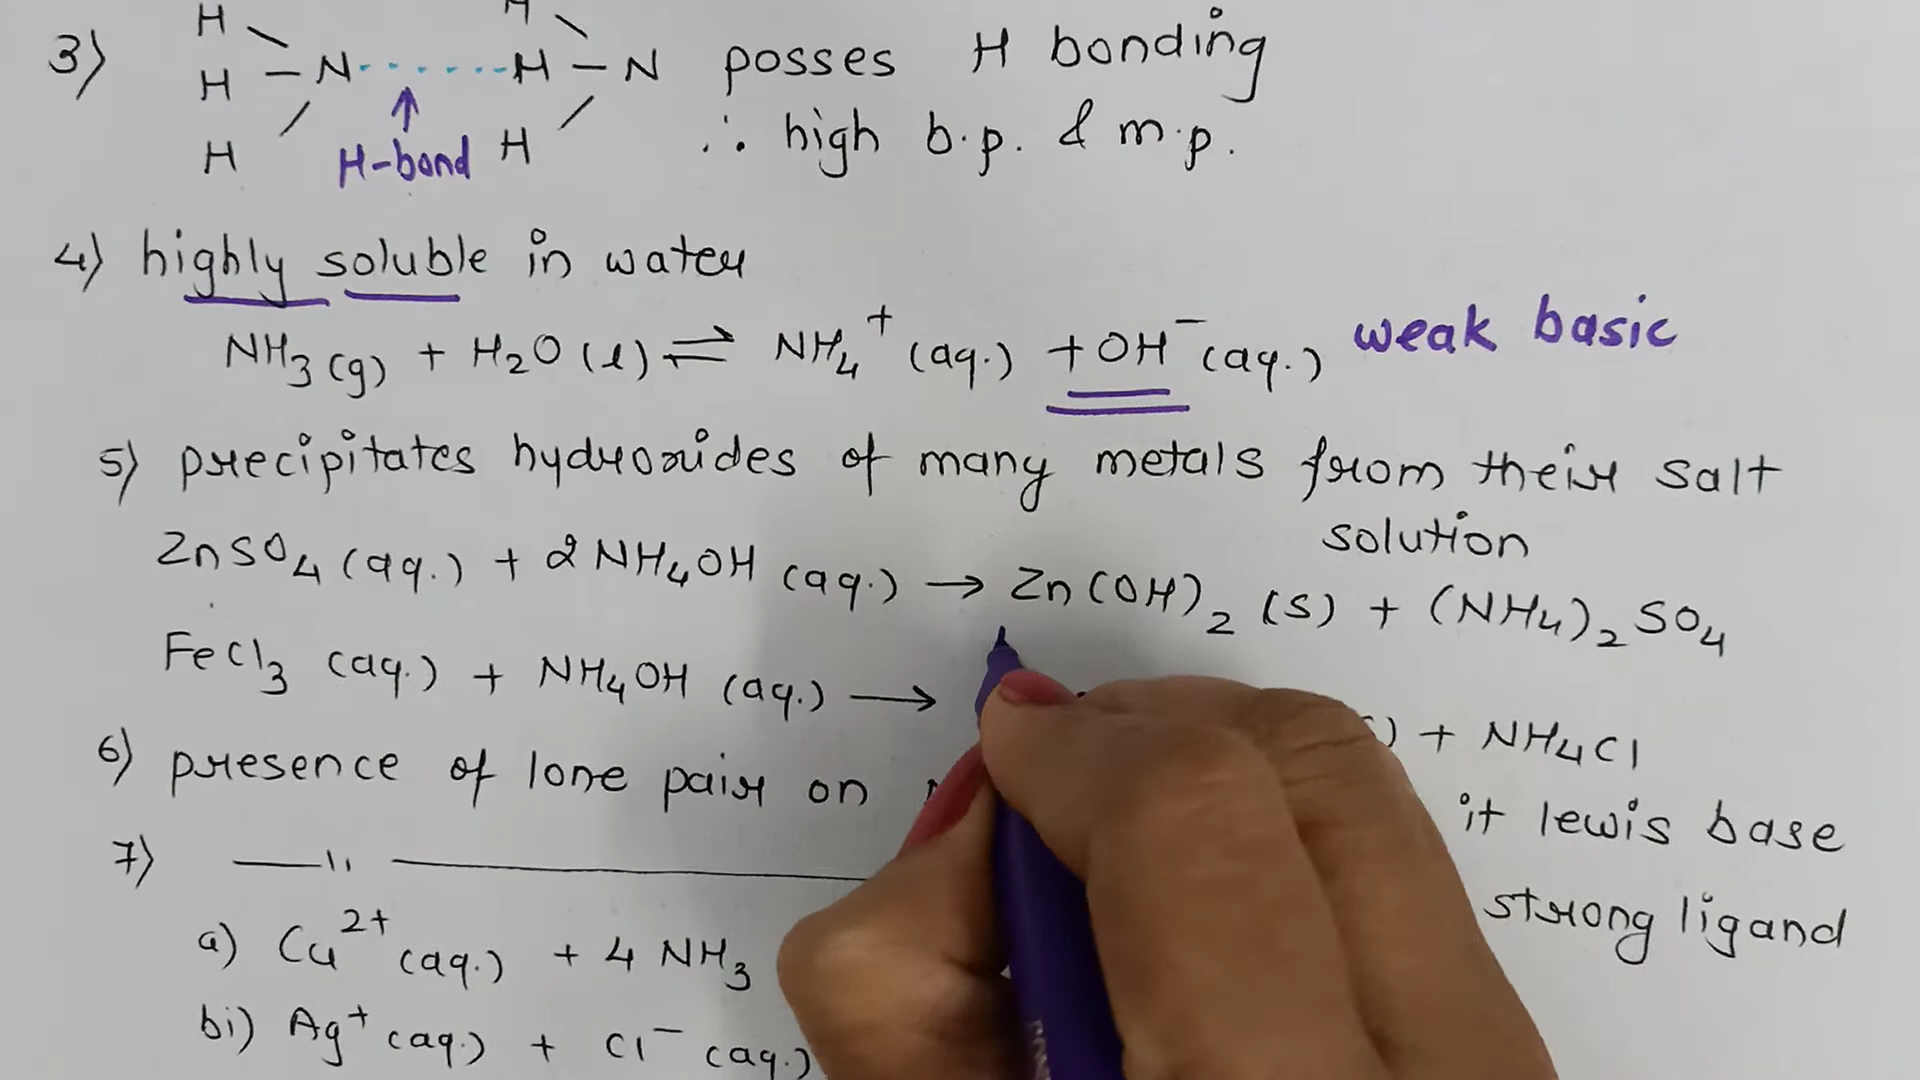 H H
3) H – N ······· H – N posses H bonding
H H-bond H ∴ high b.p. & m.p.
4) highly soluble in water
NH3 (g) + H2O (l) ⇌ NH4+ (aq.) + OH− (aq.) weak basic
5) precipitates hydroxides of many metals from their salt
solution
ZnSO4 (aq.) + 2 NH4OH (aq.) → Zn(OH)2 (s) + (NH4)2 SO4
FeCl3 (aq.) + NH4OH (aq.) → ) + NH4Cl
6) presence of lone pair on it lewis base
7) —— 11 —— strong ligand
a) Cu2+ (aq.) + 4 NH3
bi) Ag+ (aq.) + Cl− (aq.)